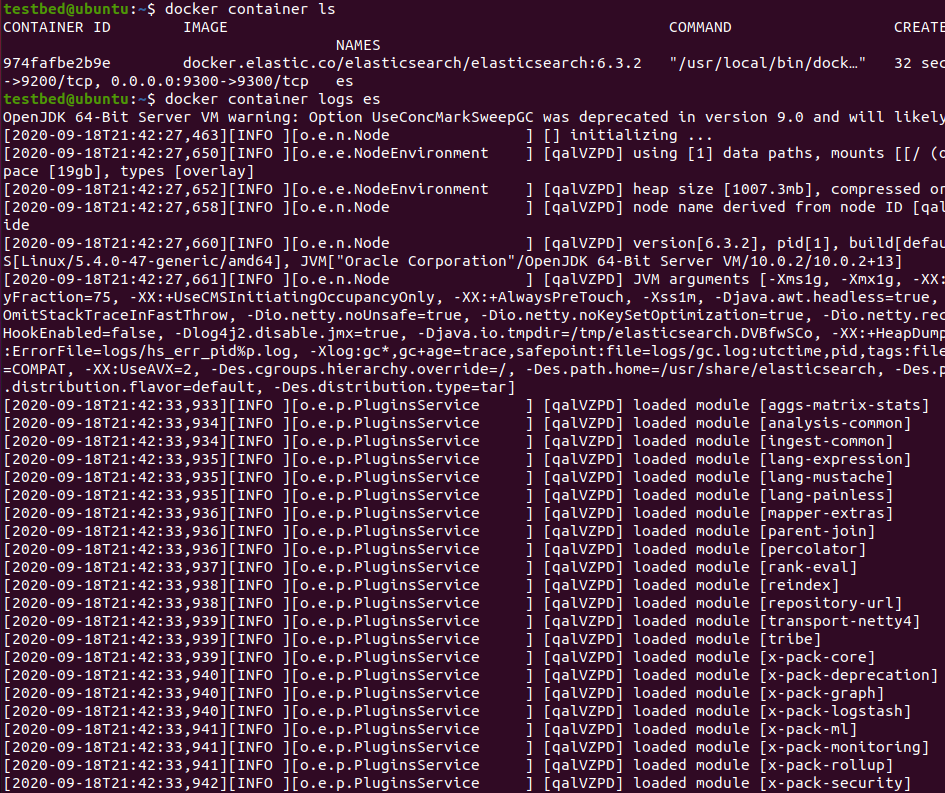 testbed@ubuntu:~$ docker container ls
CONTAINER ID        IMAGE                                                 COMMAND                  CREATE
                                     NAMES
974fafbe2b9e        docker.elastic.co/elasticsearch/elasticsearch:6.3.2   "/usr/local/bin/dock…"   32 sec
->9200/tcp, 0.0.0.0:9300->9300/tcp   es
testbed@ubuntu:~$ docker container logs es
OpenJDK 64-Bit Server VM warning: Option UseConcMarkSweepGC was deprecated in version 9.0 and will likely
[2020-09-18T21:42:27,463][INFO ][o.e.n.Node               ] [] initializing ...
[2020-09-18T21:42:27,650][INFO ][o.e.e.NodeEnvironment    ] [qalVZPD] using [1] data paths, mounts [[/ (o
pace [19gb], types [overlay]
[2020-09-18T21:42:27,652][INFO ][o.e.e.NodeEnvironment    ] [qalVZPD] heap size [1007.3mb], compressed or
[2020-09-18T21:42:27,658][INFO ][o.e.n.Node               ] [qalVZPD] node name derived from node ID [qal
ide
[2020-09-18T21:42:27,660][INFO ][o.e.n.Node               ] [qalVZPD] version[6.3.2], pid[1], build[defau
S[Linux/5.4.0-47-generic/amd64], JVM["Oracle Corporation"/OpenJDK 64-Bit Server VM/10.0.2/10.0.2+13]
[2020-09-18T21:42:27,661][INFO ][o.e.n.Node               ] [qalVZPD] JVM arguments [-Xms1g, -Xmx1g, -XX:
yFraction=75, -XX:+UseCMSInitiatingOccupancyOnly, -XX:+AlwaysPreTouch, -Xss1m, -Djava.awt.headless=true,
OmitStackTraceInFastThrow, -Dio.netty.noUnsafe=true, -Dio.netty.noKeySetOptimization=true, -Dio.netty.rec
HookEnabled=false, -Dlog4j2.disable.jmx=true, -Djava.io.tmpdir=/tmp/elasticsearch.DVBfwSCo, -XX:+HeapDump
:ErrorFile=logs/hs_err_pid%p.log, -Xlog:gc*,gc+age=trace,safepoint:file=logs/gc.log:utctime,pid,tags:file
=COMPAT, -XX:UseAVX=2, -Des.cgroups.hierarchy.override=/, -Des.path.home=/usr/share/elasticsearch, -Des.p
.distribution.flavor=default, -Des.distribution.type=tar]
[2020-09-18T21:42:33,933][INFO ][o.e.p.PluginsService     ] [qalVZPD] loaded module [aggs-matrix-stats]
[2020-09-18T21:42:33,934][INFO ][o.e.p.PluginsService     ] [qalVZPD] loaded module [analysis-common]
[2020-09-18T21:42:33,934][INFO ][o.e.p.PluginsService     ] [qalVZPD] loaded module [ingest-common]
[2020-09-18T21:42:33,935][INFO ][o.e.p.PluginsService     ] [qalVZPD] loaded module [lang-expression]
[2020-09-18T21:42:33,935][INFO ][o.e.p.PluginsService     ] [qalVZPD] loaded module [lang-mustache]
[2020-09-18T21:42:33,935][INFO ][o.e.p.PluginsService     ] [qalVZPD] loaded module [lang-painless]
[2020-09-18T21:42:33,936][INFO ][o.e.p.PluginsService     ] [qalVZPD] loaded module [mapper-extras]
[2020-09-18T21:42:33,936][INFO ][o.e.p.PluginsService     ] [qalVZPD] loaded module [parent-join]
[2020-09-18T21:42:33,936][INFO ][o.e.p.PluginsService     ] [qalVZPD] loaded module [percolator]
[2020-09-18T21:42:33,937][INFO ][o.e.p.PluginsService     ] [qalVZPD] loaded module [rank-eval]
[2020-09-18T21:42:33,938][INFO ][o.e.p.PluginsService     ] [qalVZPD] loaded module [reindex]
[2020-09-18T21:42:33,938][INFO ][o.e.p.PluginsService     ] [qalVZPD] loaded module [repository-url]
[2020-09-18T21:42:33,939][INFO ][o.e.p.PluginsService     ] [qalVZPD] loaded module [transport-netty4]
[2020-09-18T21:42:33,939][INFO ][o.e.p.PluginsService     ] [qalVZPD] loaded module [tribe]
[2020-09-18T21:42:33,939][INFO ][o.e.p.PluginsService     ] [qalVZPD] loaded module [x-pack-core]
[2020-09-18T21:42:33,940][INFO ][o.e.p.PluginsService     ] [qalVZPD] loaded module [x-pack-deprecation]
[2020-09-18T21:42:33,940][INFO ][o.e.p.PluginsService     ] [qalVZPD] loaded module [x-pack-graph]
[2020-09-18T21:42:33,940][INFO ][o.e.p.PluginsService     ] [qalVZPD] loaded module [x-pack-logstash]
[2020-09-18T21:42:33,941][INFO ][o.e.p.PluginsService     ] [qalVZPD] loaded module [x-pack-ml]
[2020-09-18T21:42:33,941][INFO ][o.e.p.PluginsService     ] [qalVZPD] loaded module [x-pack-monitoring]
[2020-09-18T21:42:33,941][INFO ][o.e.p.PluginsService     ] [qalVZPD] loaded module [x-pack-rollup]
[2020-09-18T21:42:33,942][INFO ][o.e.p.PluginsService     ] [qalVZPD] loaded module [x-pack-security]